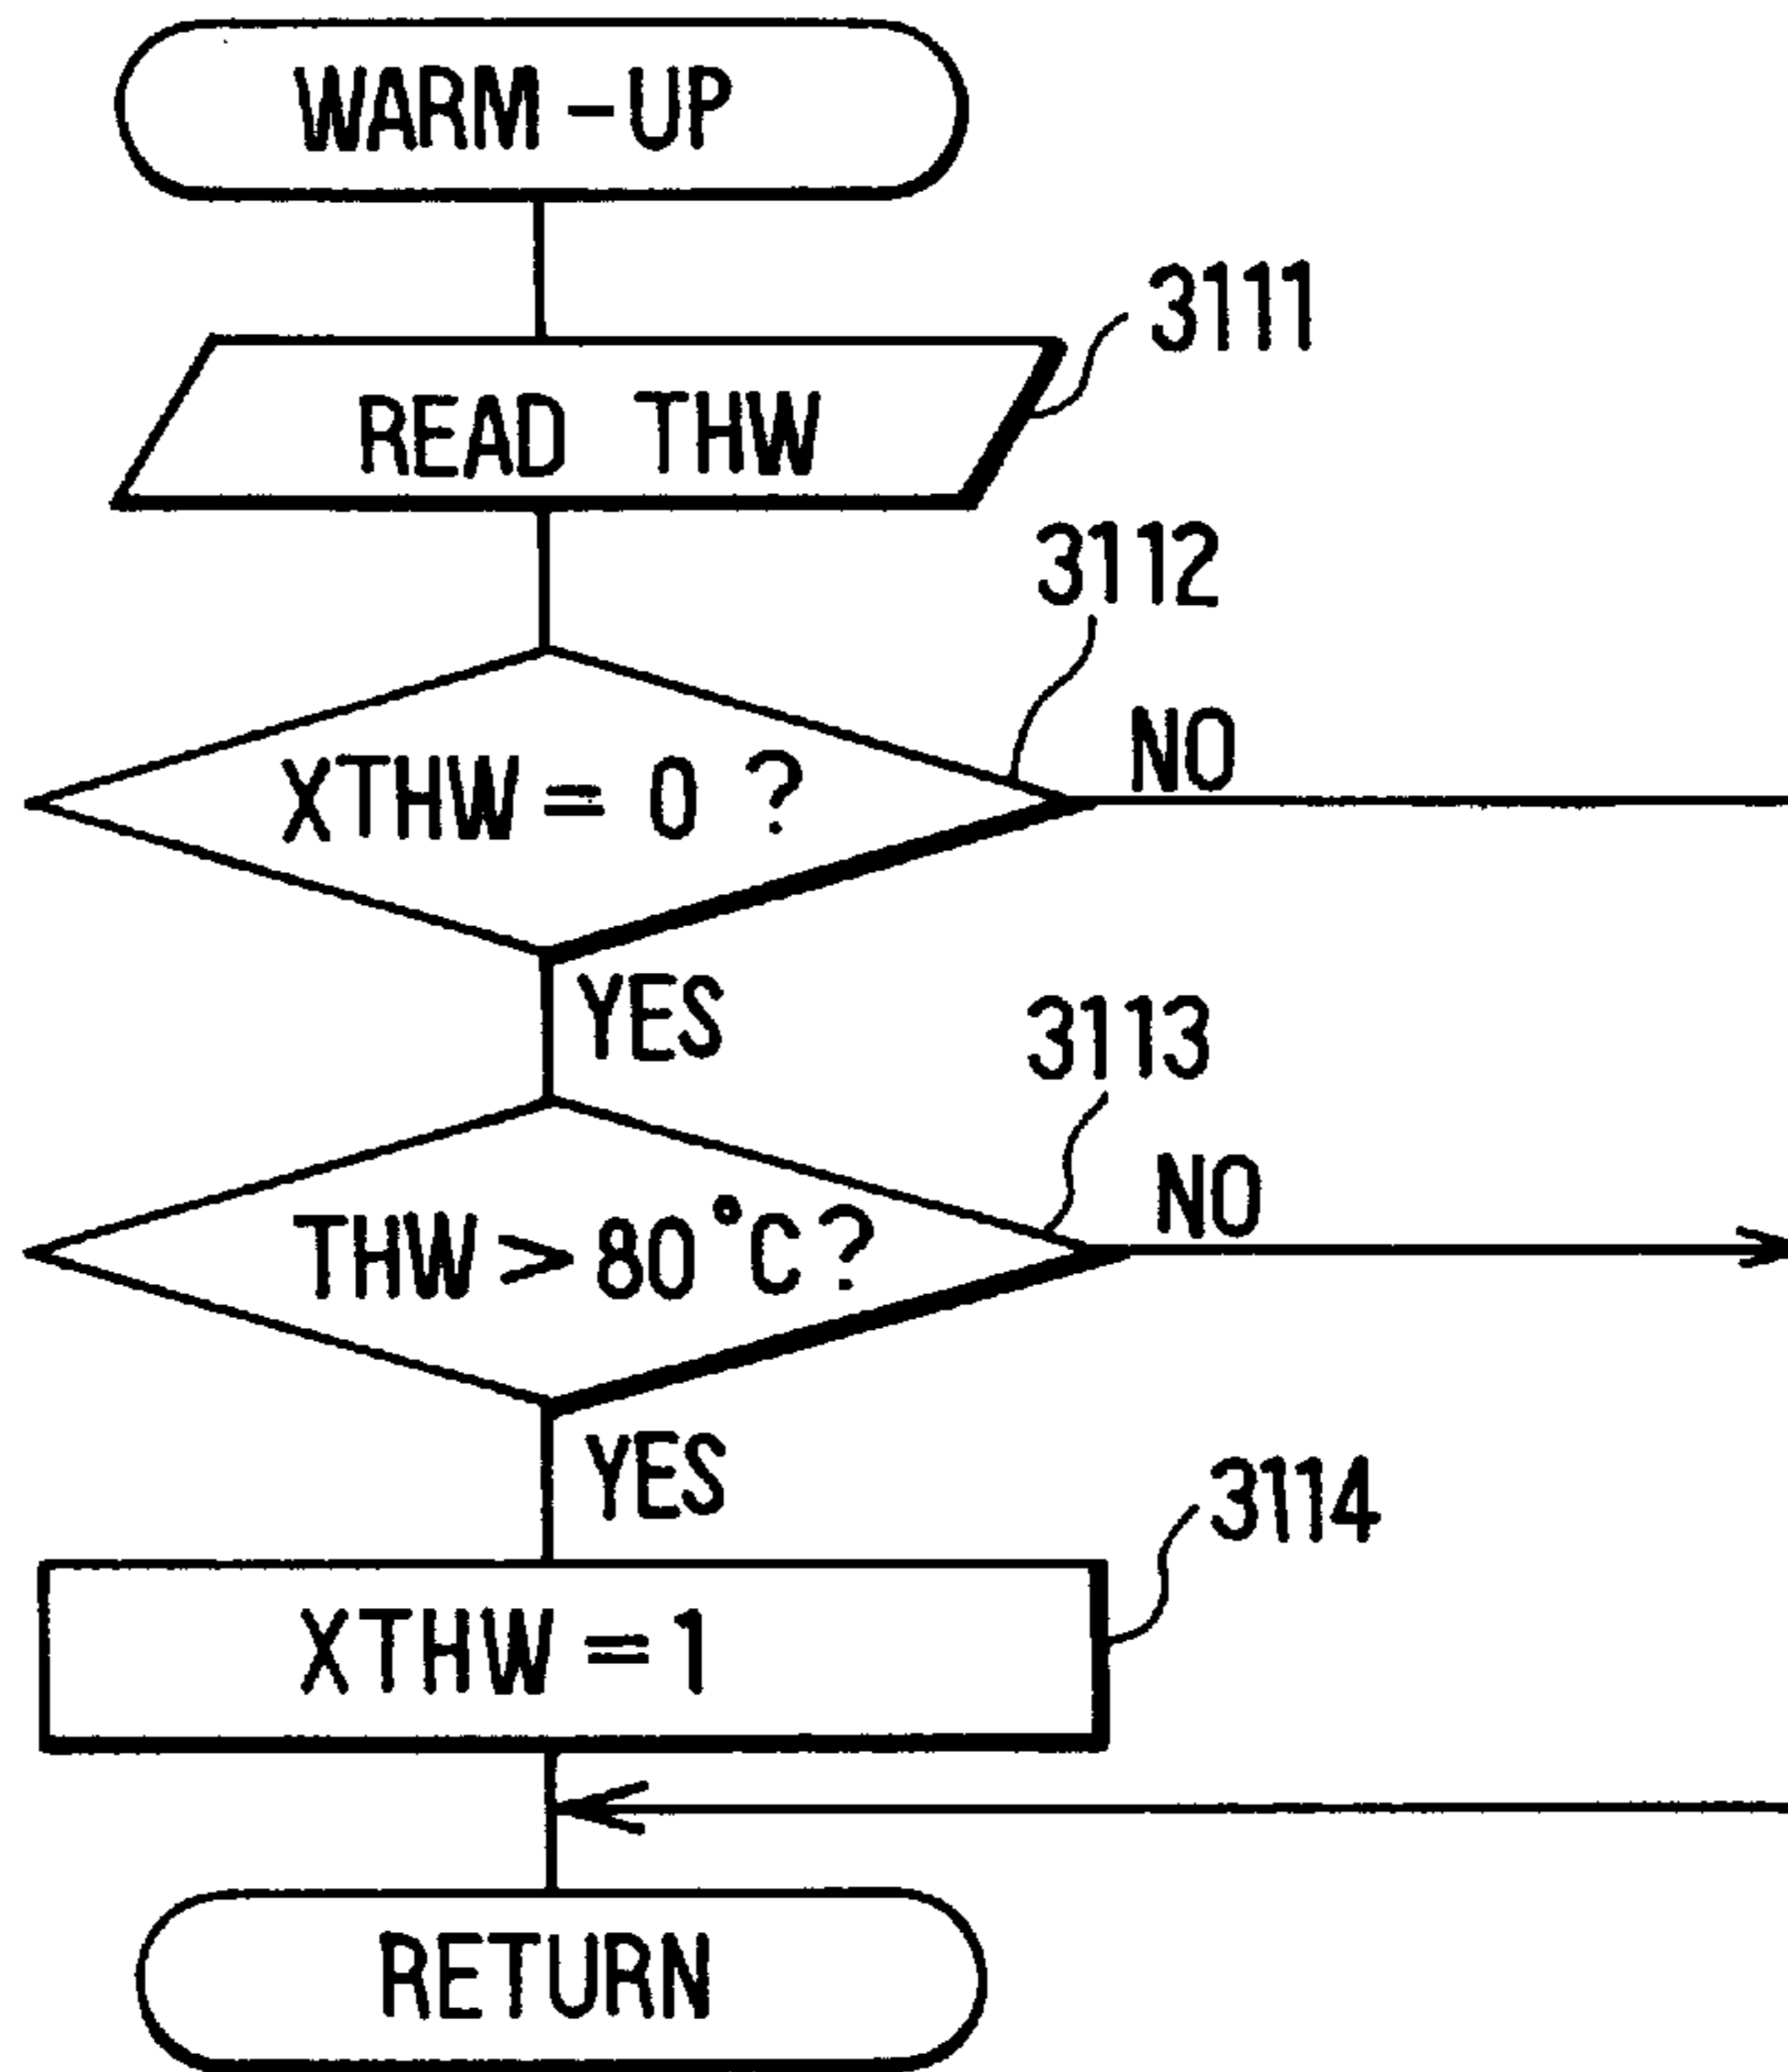 WARM-UP
3111
READ THW
3112
NO
XTHW=0?
YES
3113
NO
THW>80°C?
YES
3114
XTHW=1
RETURN